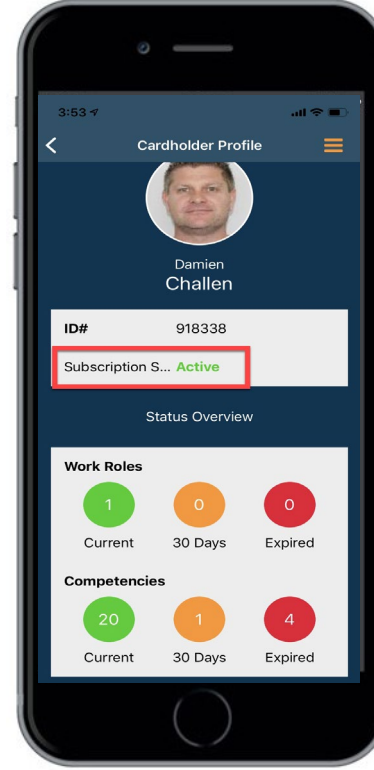 3:53
Cardholder Profile
Damien
Challen
ID# 918338
Subscription S... Active
Status Overview
Work Roles
1 0 0
Current 30 Days Expired
Competencies
20 1 4
Current 30 Days Expired